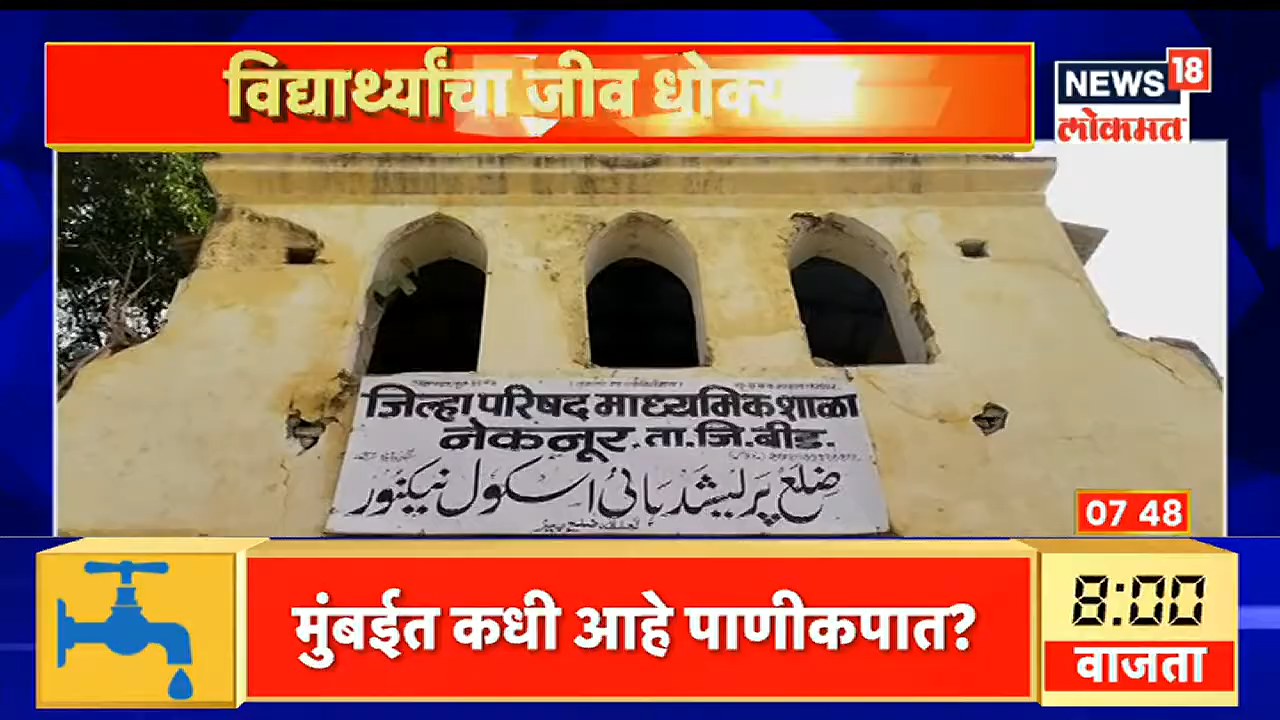 विद्यार्थ्यांचा जीव
NEWS 18
लोकमत
जिल्हा परिषद माध्यमिक शाळा
नेकनूर. ता. जि. बीड.
ضلع پریشد ہائی اسکول نیکنور
07 48
मुंबईत कधी आहे पाणीकपात?
8:00
वाजता